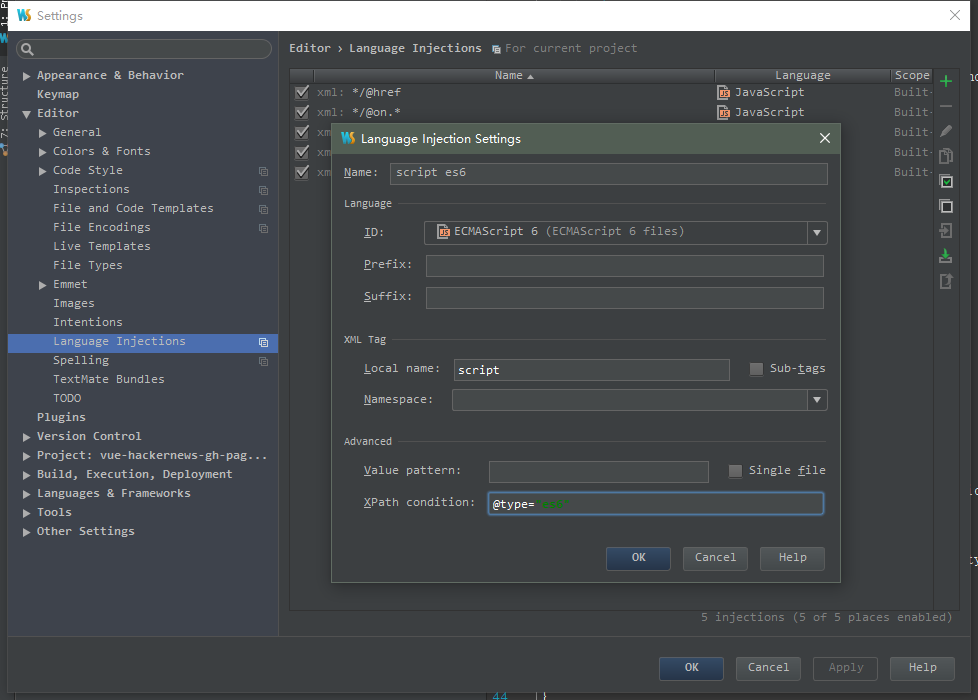 Settings
Editor › Language Injections For current project
Appearance & Behavior
Keymap
Editor
General
Colors & Fonts
Code Style
Inspections
File and Code Templates
File Encodings
Live Templates
File Types
Emmet
Images
Intentions
Language Injections
Spelling
TextMate Bundles
TODO
Plugins
Version Control
Project: vue-hackernews-gh-pag...
Build, Execution, Deployment
Languages & Frameworks
Tools
Other Settings
Name Language Scope
xml: */@href JavaScript Built-
xml: */@on.* JavaScript Built-
xm Built-
xm Built-
xm Built-
Language Injection Settings
Name: script es6
Language
ID: ECMAScript 6 (ECMAScript 6 files)
Prefix:
Suffix:
XML Tag
Local name: script Sub-tags
Namespace:
Advanced
Value pattern: Single file
XPath condition: @type="es6"
OK Cancel Help
5 injections (5 of 5 places enabled)
OK Cancel Apply Help
44 }
7: Structure